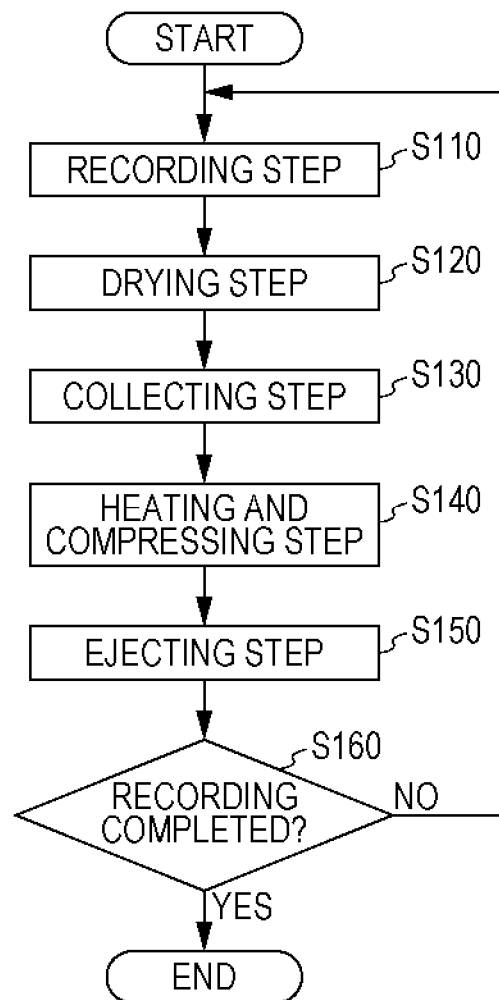 START
RECORDING STEP
S110
DRYING STEP
S120
COLLECTING STEP
S130
HEATING AND
COMPRESSING STEP
S140
EJECTING STEP
S150
S160
RECORDING
COMPLETED?
NO
YES
END